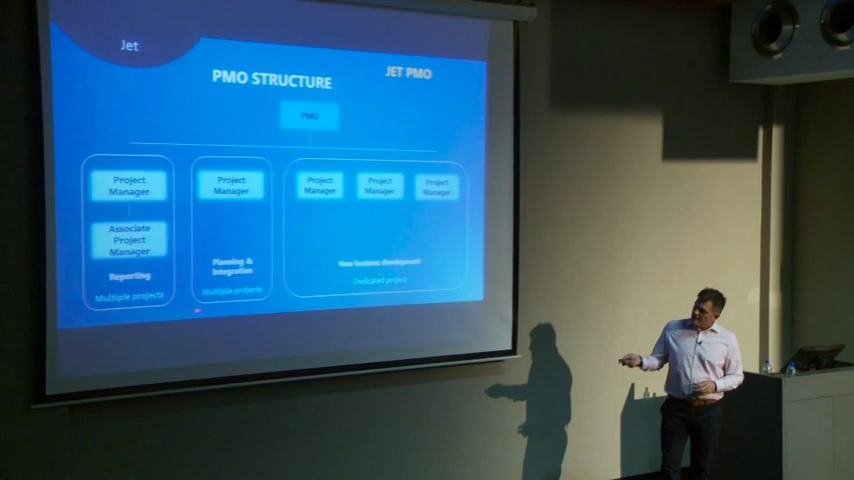 Jet
PMO STRUCTURE
JET PMO
PMO
Project
Manager
Associate
Project
Manager
Reporting
Multiple projects
Project
Manager
Planning &
Integration
Multiple projects
Project
Manager
Project
Manager
Project
Manager
New business development
Dedicated project